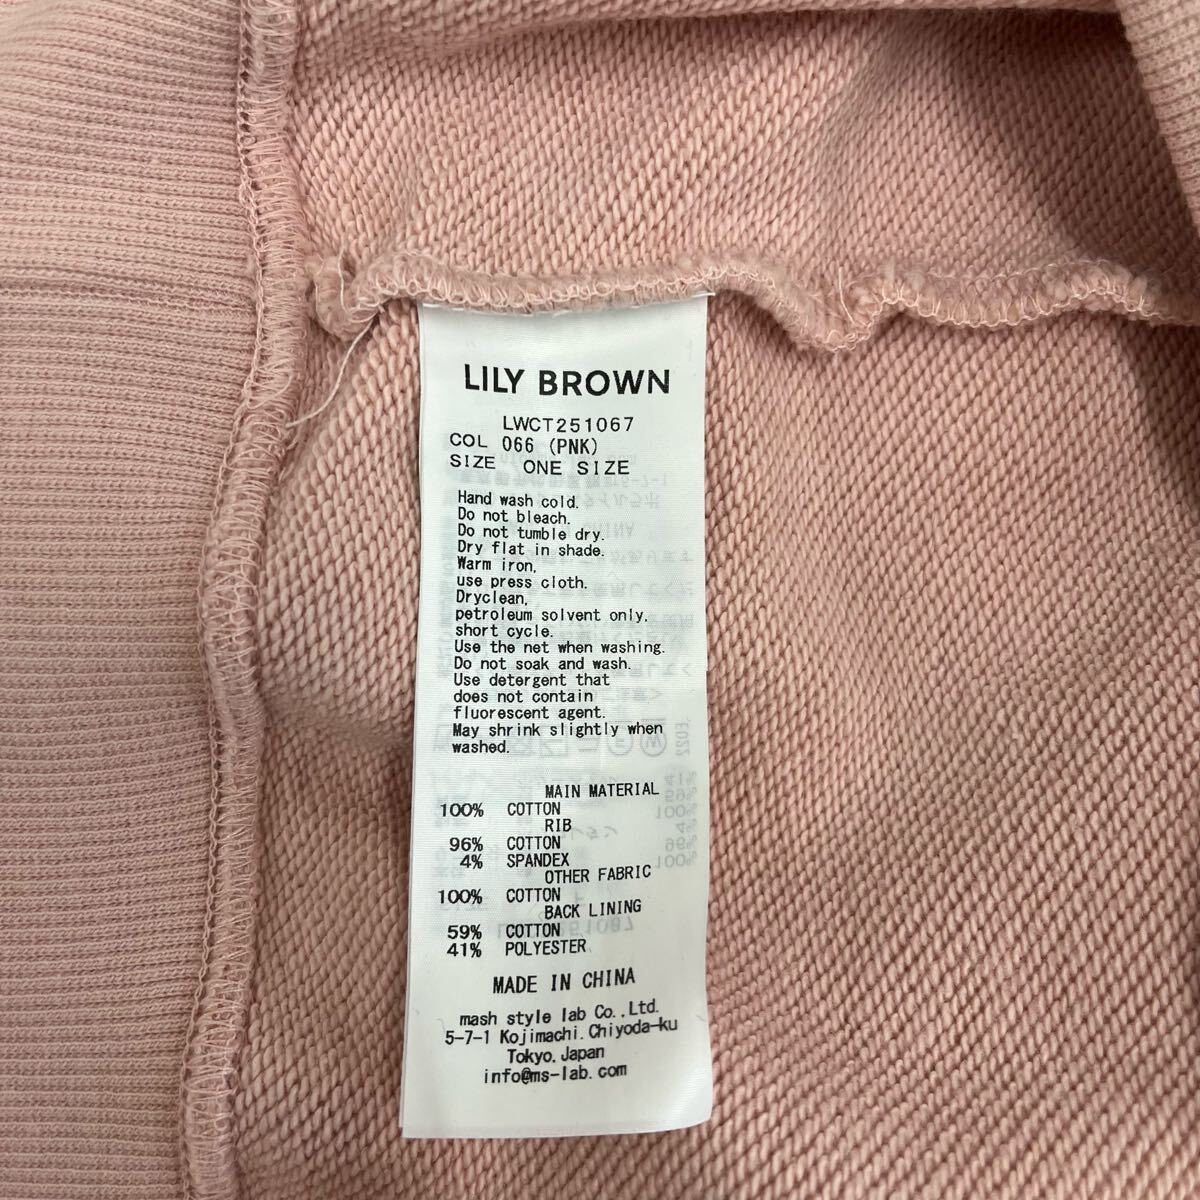 LILY BROWN
LWCT251067
COL 066 (PNK)
SIZE ONE SIZE
Hand wash cold.
Do not bleach.
Do not tumble dry.
Dry flat in shade.
Warm iron,
use press cloth.
Dryclean,
petroleum solvent only.
short cycle.
Use the net when washing.
Do not soak and wash.
Use detergent that
does not contain
fluorescent agent.
May shrink slightly when
washed.
MAIN MATERIAL
100% COTTON
RIB
96% COTTON
4% SPANDEX
OTHER FABRIC
100% COTTON
BACK LINING
59% COTTON
41% POLYESTER
MADE IN CHINA
mash style lab Co.,Ltd.
5-7-1 Kojimachi.Chiyoda-ku
Tokyo.Japan
info@ms-lab.com